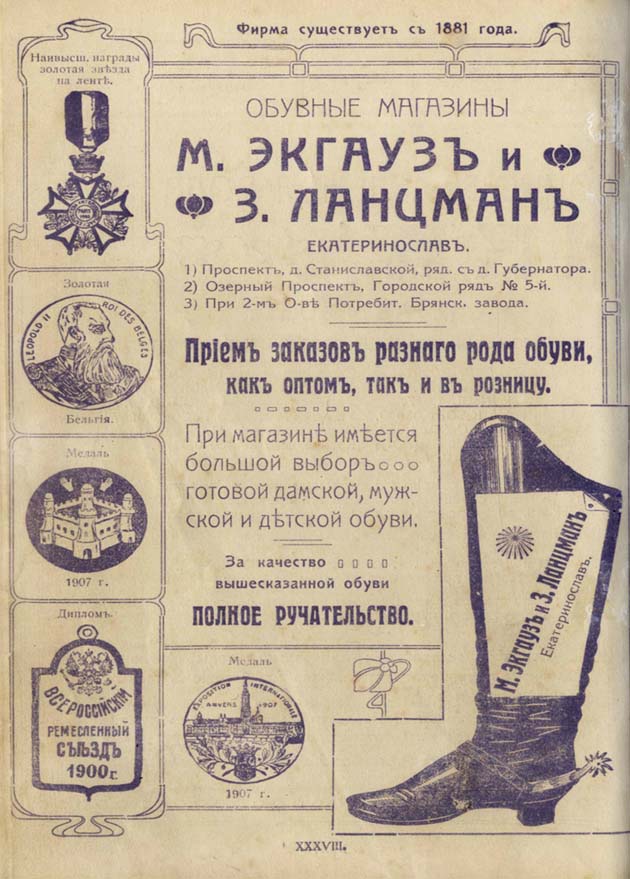 Фирма существуетъ съ 1881 года.
Наивысш. награды
золотая звѣзда
на лентѣ.
ОБУВНЫЕ МАГАЗИНЫ
М. ЭКГАУЗЪ и
З. ЛАНЦМАНЪ
ЕКАТЕРИНОСЛАВЪ.
1) Проспектъ, д. Станиславской, ряд. съ д. Губернатора.
2) Озерный Проспектъ, Городской рядъ № 5-й.
3) При 2-мъ О-вѣ Потребит. Брянск. завода.
Золотая
LEOPOLD II ROI DES BELGES
Бельгія.
Пріемъ заказовъ разнаго рода обуви,
какъ оптомъ, такъ и въ розницу.
При магазинѣ имѣется
большой выборъ
готовой дамской, муж-
ской и дѣтской обуви.
Медаль
1907 г.
За качество
вышесказанной обуви
ПОЛНОЕ РУЧАТЕЛЬСТВО.
М. Экгаузъ и З. Ланцманъ
Екатеринославъ.
Дипломъ.
ВСЕРОССІЙСКІЙ
РЕМЕСЛЕННЫЙ
СЪѢЗДЪ
1900 г.
Медаль
EXPOSITION INTERNATIONALE
ANVERS 1907
1907 г.
XXXVIII.